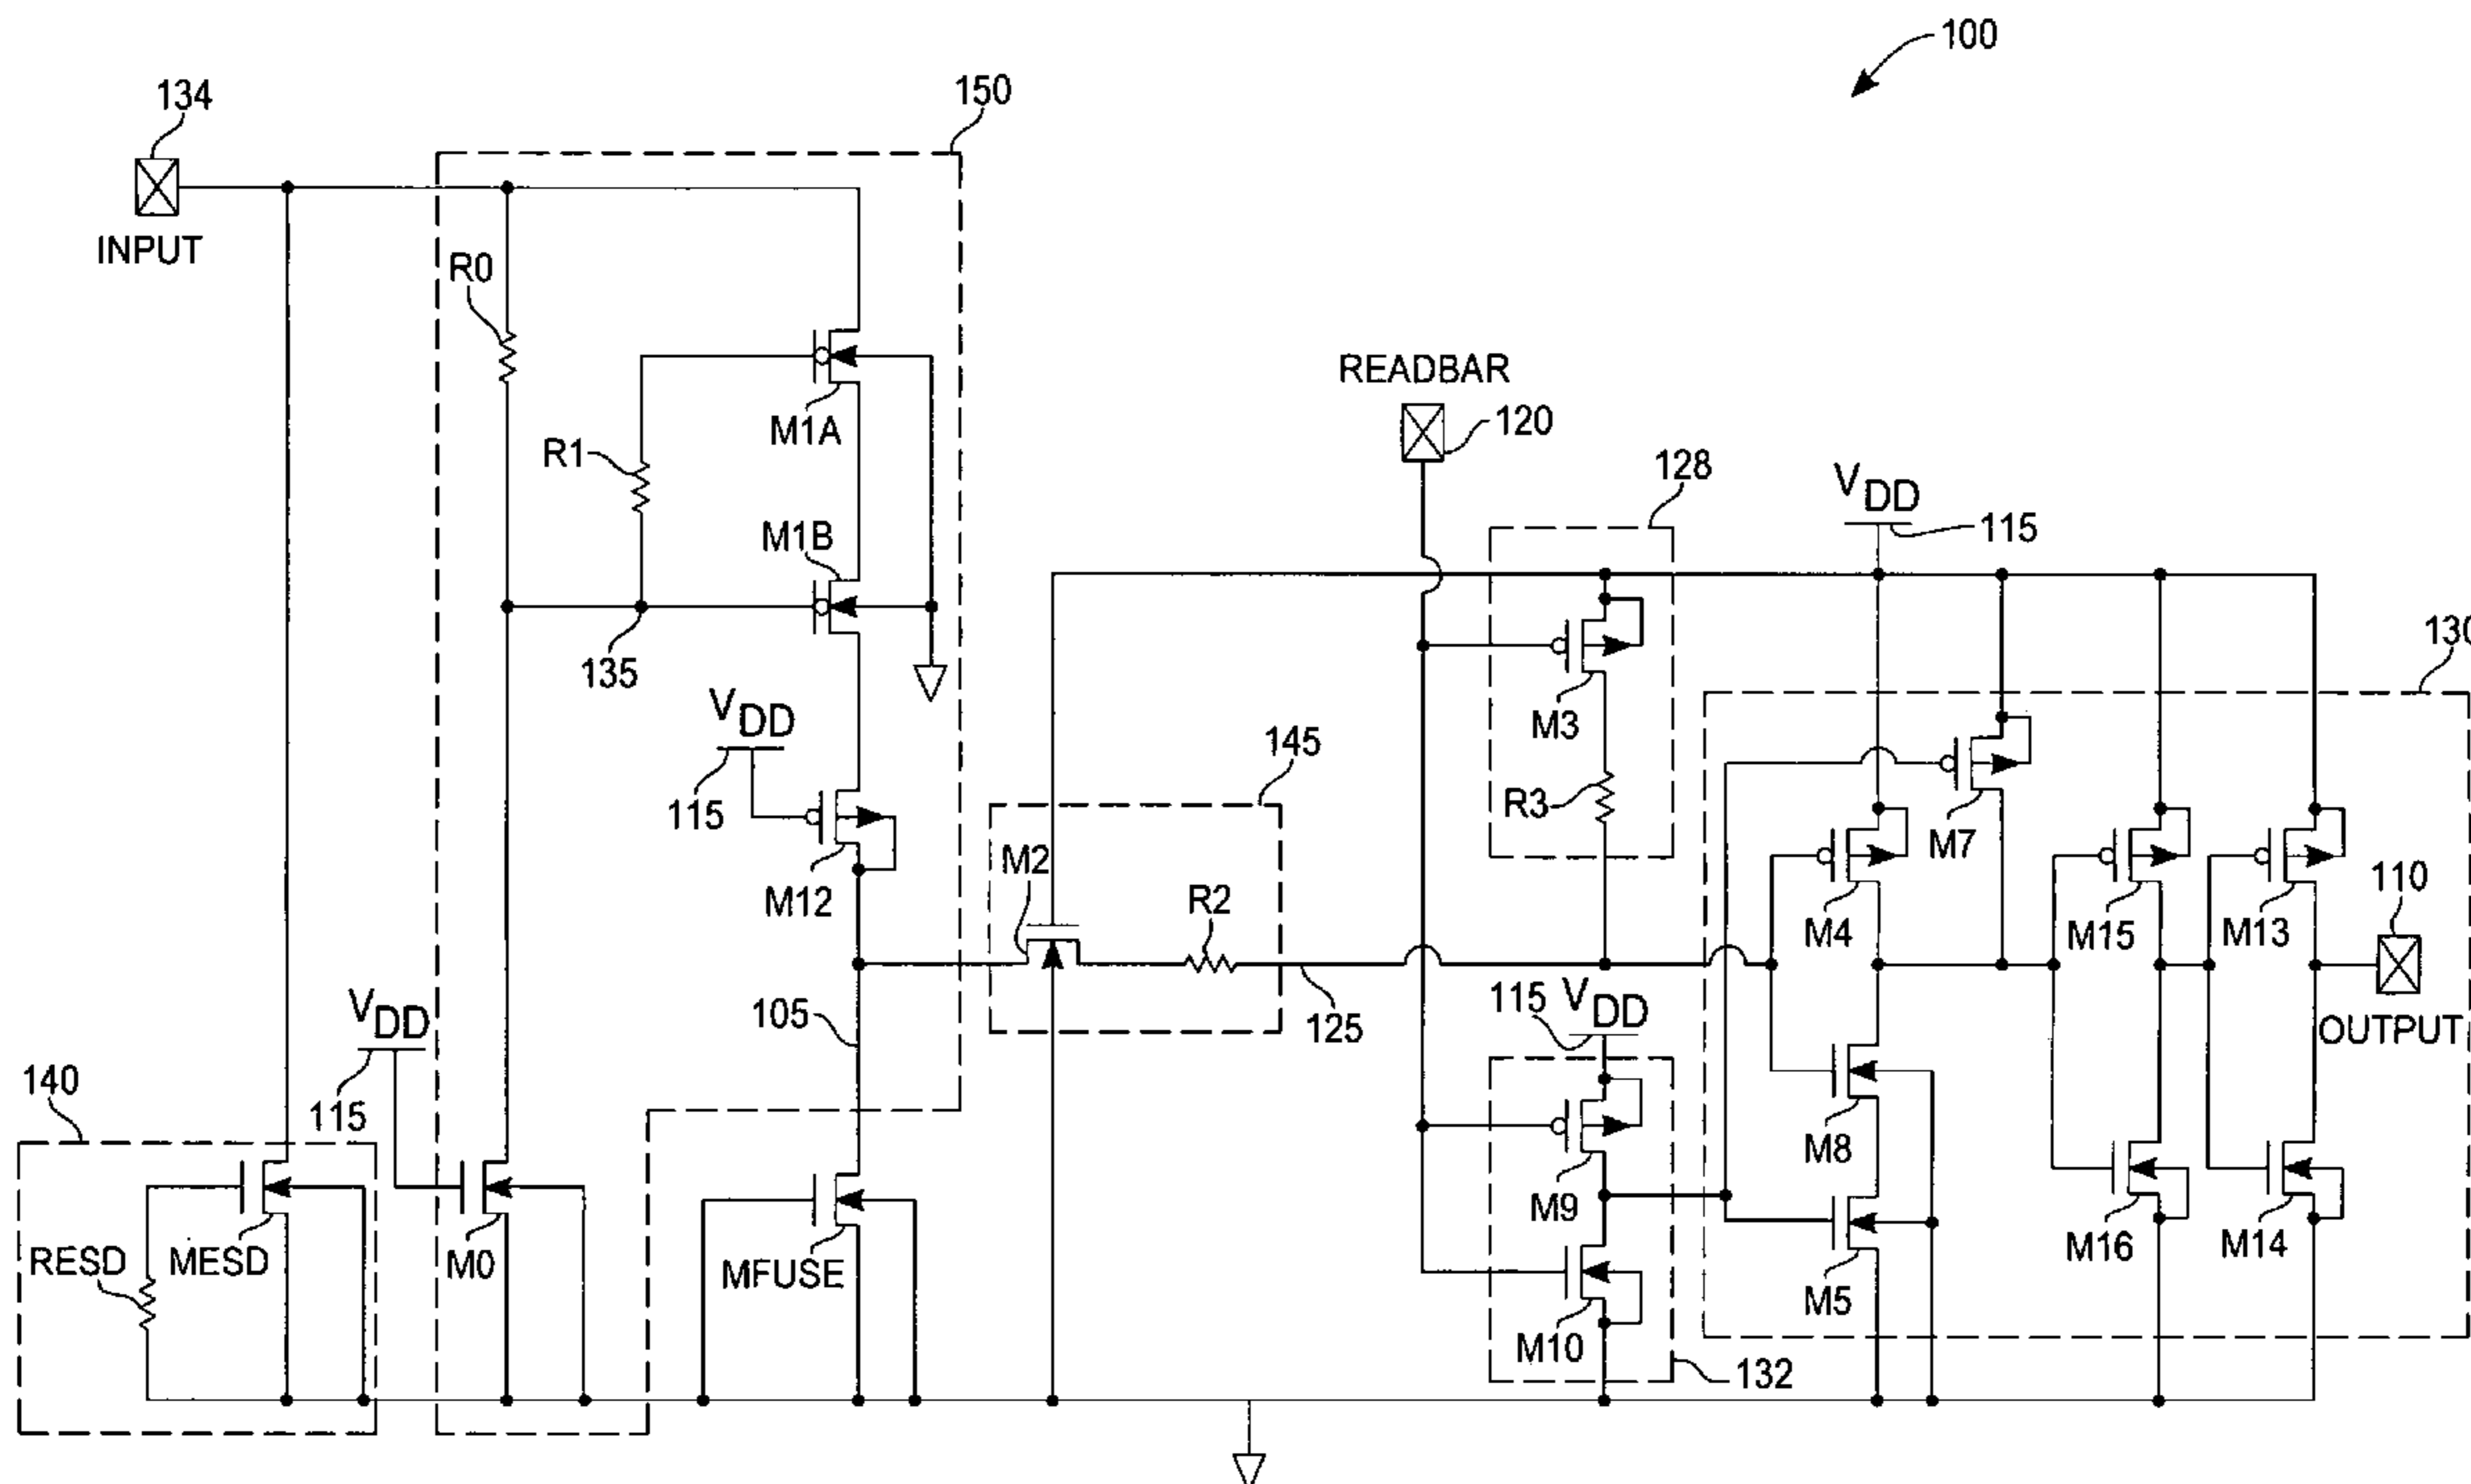 100
134
150
INPUT
R0
M1A
READBAR
120
R1
128
VDD
115
M1B
135
130
VDD
115
M3
145
R3
M7
M12
M2
R2
M4
M15
M13
110
105
VDD
115
125
115
VDD
OUTPUT
140
M8
M9
RESD
MESD
M0
MFUSE
M5
M16
M14
M10
132